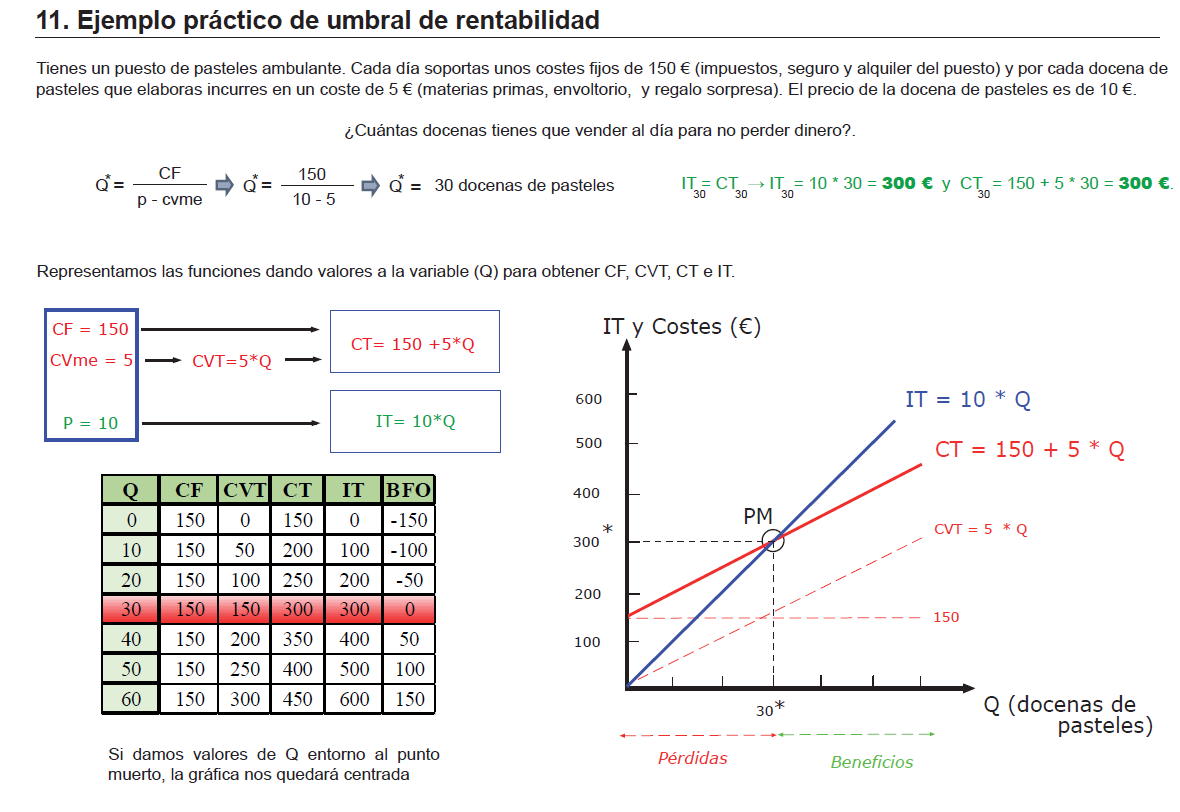 11. Ejemplo práctico de umbral de rentabilidad
Tienes un puesto de pasteles ambulante. Cada día soportas unos costes fijos de 150 € (impuestos, seguro y alquiler del puesto) y por cada docena de
pasteles que elaboras incurres en un coste de 5 € (materias primas, envoltorio, y regalo sorpresa). El precio de la docena de pasteles es de 10 €.
¿Cuántas docenas tienes que vender al día para no perder dinero?.
Q* = CF / p - cvme ⇒ Q* = 150 / 10 - 5 ⇒ Q* = 30 docenas de pasteles
IT30 = CT30 → IT30 = 10 * 30 = 300 € y CT30 = 150 + 5 * 30 = 300 €.
Representamos las funciones dando valores a la variable (Q) para obtener CF, CVT, CT e IT.
CF = 150
CVme = 5
CVT=5*Q
CT= 150 +5*Q
P = 10
IT= 10*Q
Q CF CVT CT IT BFO
0 150 0 150 0 -150
10 150 50 200 100 -100
20 150 100 250 200 -50
30 150 150 300 300 0
40 150 200 350 400 50
50 150 250 400 500 100
60 150 300 450 600 150
Si damos valores de Q entorno al punto
muerto, la gráfica nos quedará centrada
IT y Costes (€)
600
500
400
300 *
200
100
PM
IT = 10 * Q
CT = 150 + 5 * Q
CVT = 5 * Q
150
30*
Q (docenas de
pasteles)
Pérdidas
Beneficios